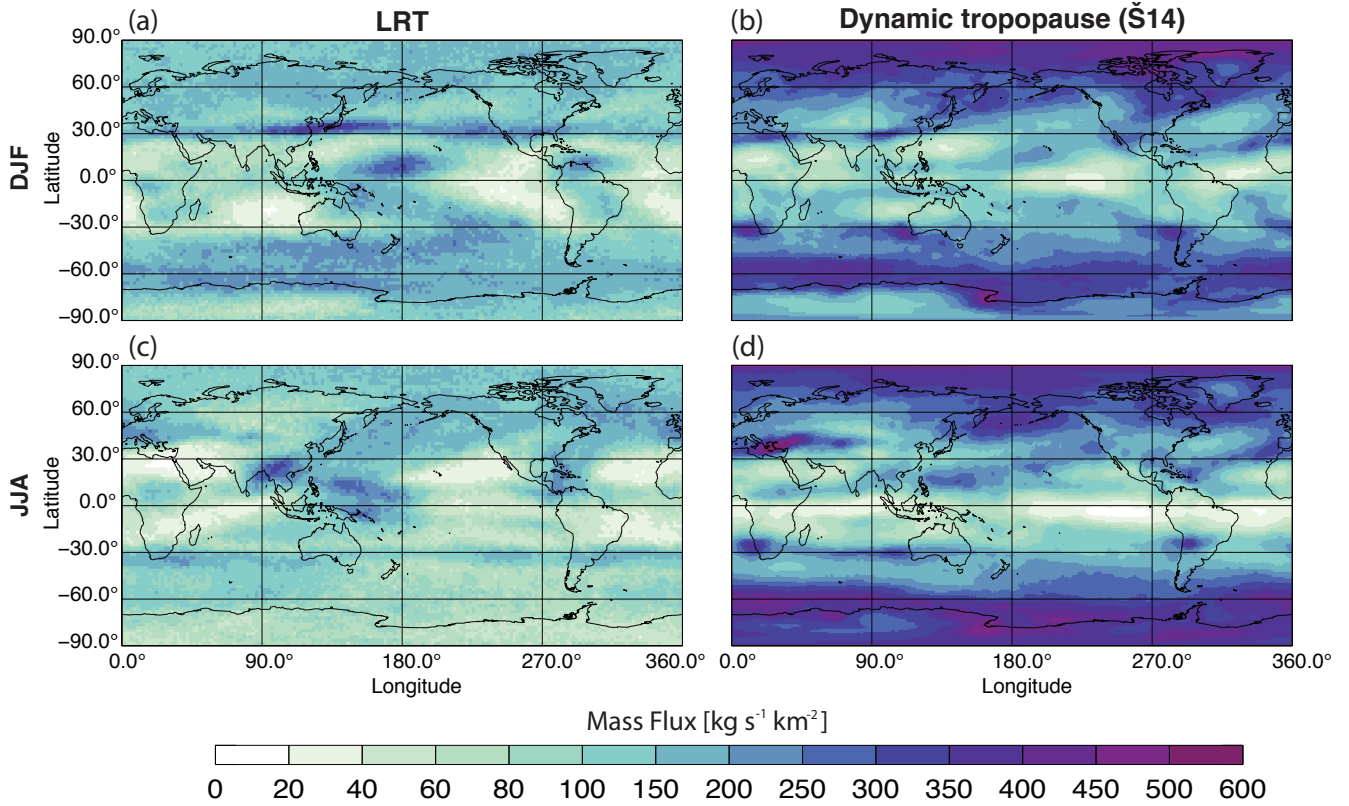 (a) LRT (b) Dynamic tropopause (Š14)
90.0°
60.0°
30.0°
0.0°
−30.0°
−60.0°
−90.0°
DJF
Latitude
(c) (d)
90.0°
60.0°
30.0°
0.0°
−30.0°
−60.0°
−90.0°
JJA
Latitude
0.0° 90.0° 180.0° 270.0° 360.0° 0.0° 90.0° 180.0° 270.0° 360.0°
Longitude Longitude
Mass Flux [kg s⁻¹ km⁻²]
0 20 40 60 80 100 150 200 250 300 350 400 450 500 600